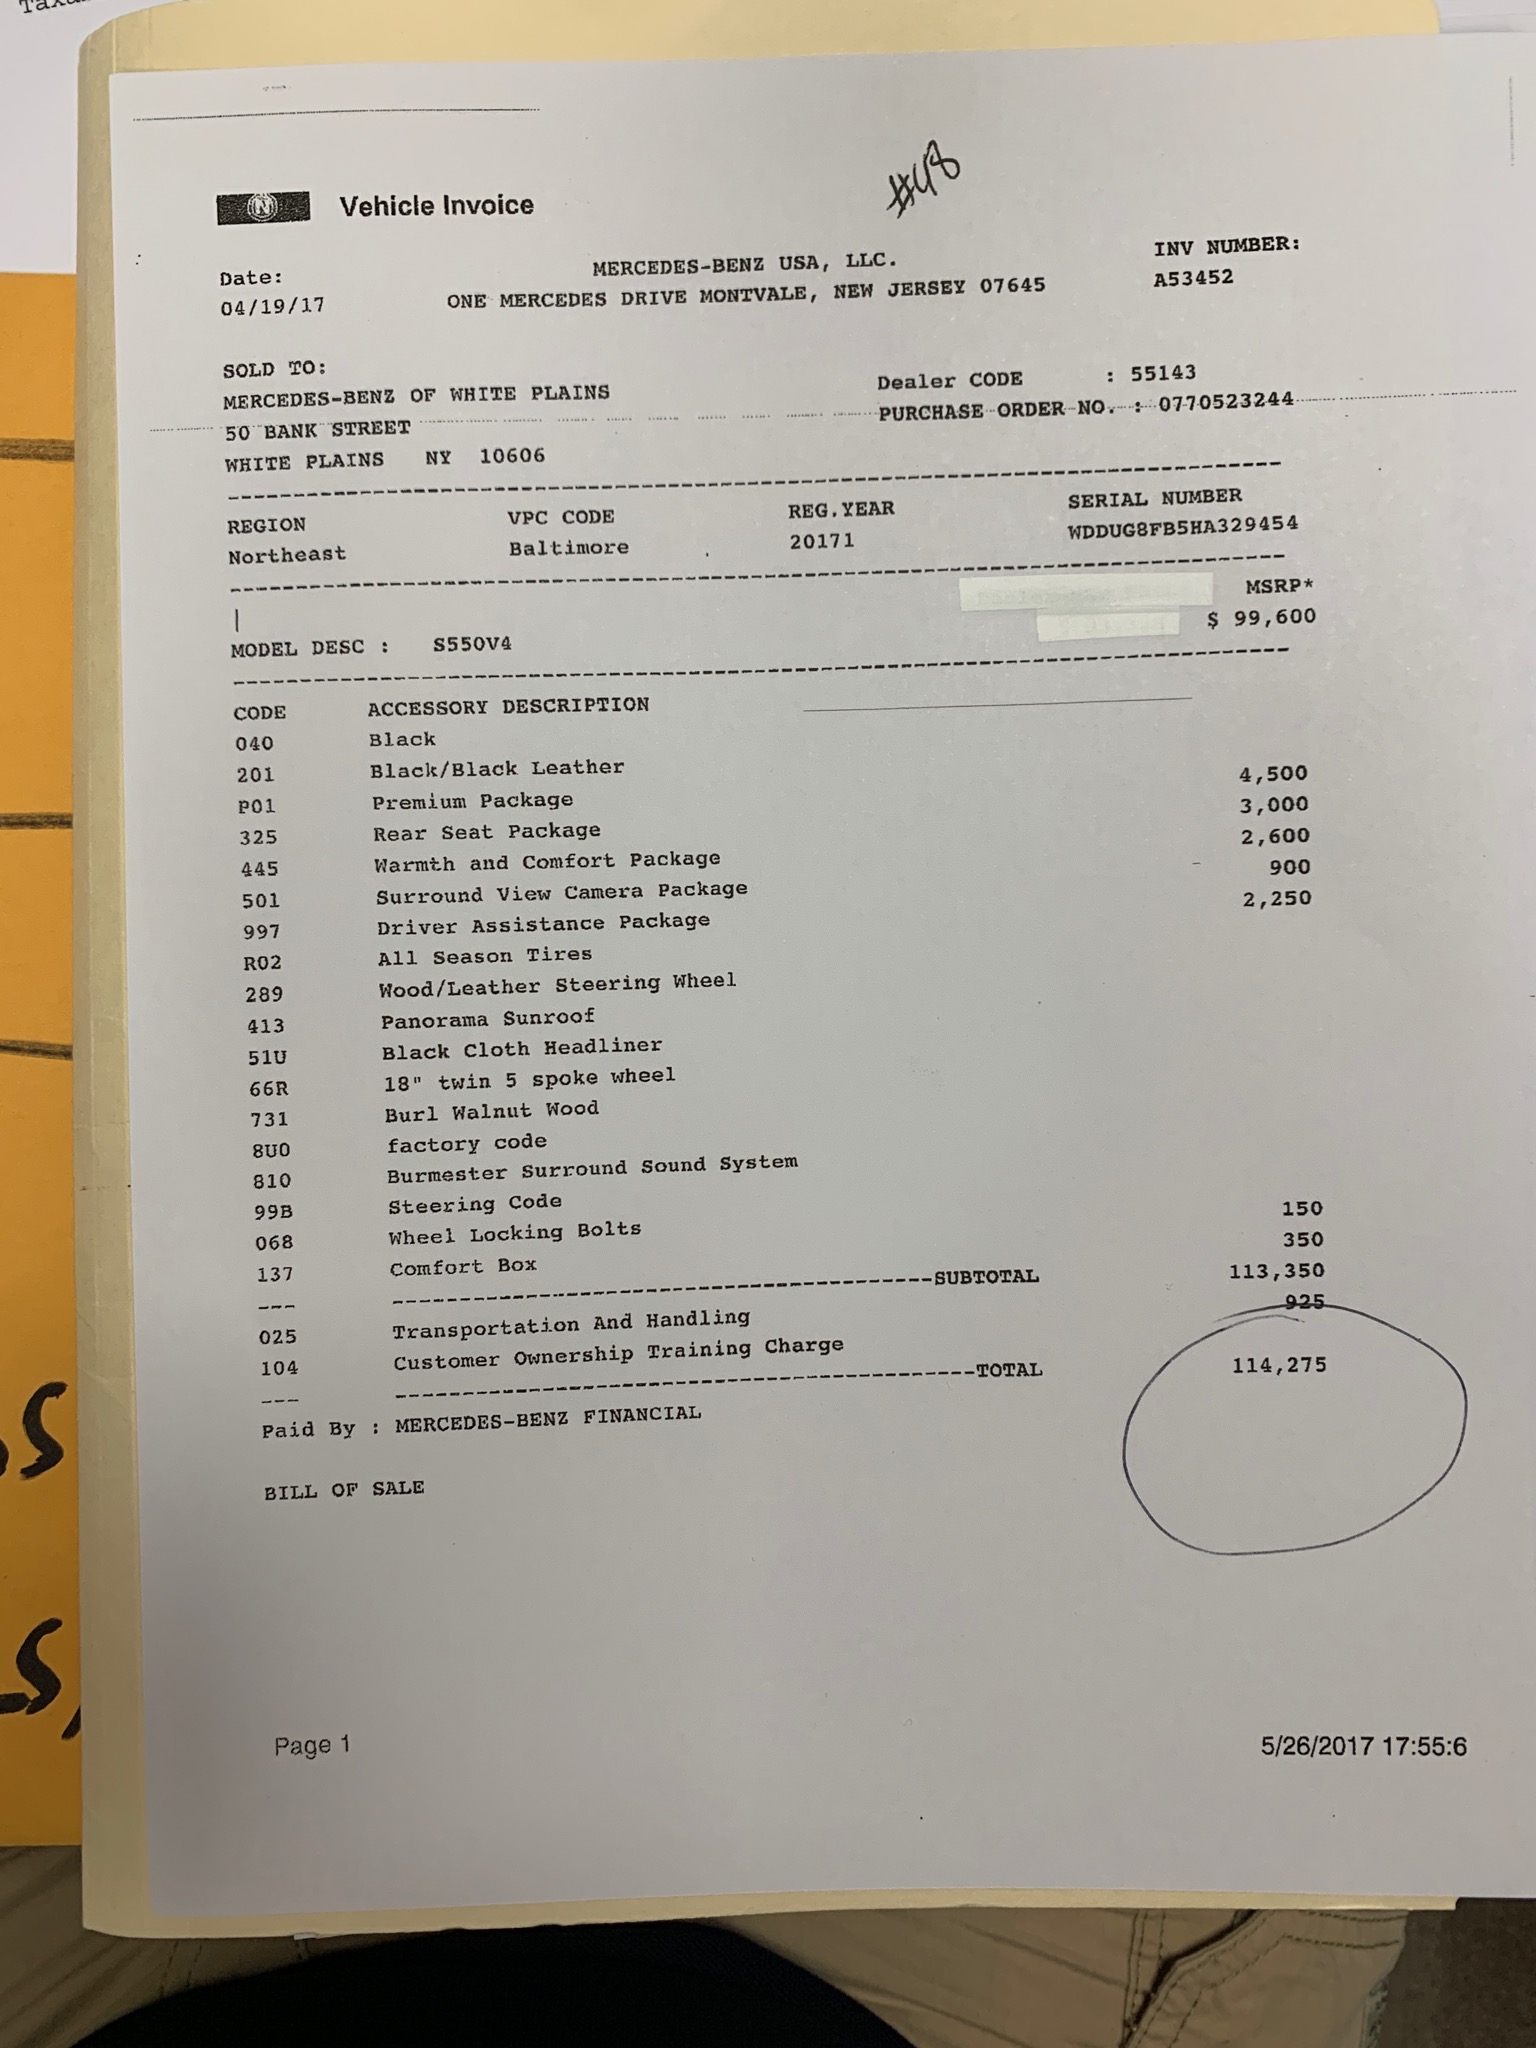 Vehicle Invoice
#48
Date:
04/19/17
MERCEDES-BENZ USA, LLC.
ONE MERCEDES DRIVE MONTVALE, NEW JERSEY 07645
INV NUMBER:
A53452
SOLD TO:
MERCEDES-BENZ OF WHITE PLAINS
50 BANK STREET
WHITE PLAINS NY 10606
Dealer CODE : 55143
PURCHASE ORDER NO. : 0770523244
REGION VPC CODE REG.YEAR SERIAL NUMBER
Northeast Baltimore 20171 WDDUG8FB5HA329454
MSRP*
MODEL DESC : S550V4 $ 99,600
CODE ACCESSORY DESCRIPTION
040 Black
201 Black/Black Leather
P01 Premium Package 4,500
325 Rear Seat Package 3,000
445 Warmth and Comfort Package 2,600
501 Surround View Camera Package 900
997 Driver Assistance Package 2,250
R02 All Season Tires
289 Wood/Leather Steering Wheel
413 Panorama Sunroof
51U Black Cloth Headliner
66R 18" twin 5 spoke wheel
731 Burl Walnut Wood
8U0 factory code
810 Burmester Surround Sound System
99B Steering Code
068 Wheel Locking Bolts 150
137 Comfort Box 350
--- ----------------------------------------SUBTOTAL 113,350
025 Transportation And Handling 925
104 Customer Ownership Training Charge
--- -------------------------------------------TOTAL 114,275
Paid By : MERCEDES-BENZ FINANCIAL
BILL OF SALE
Page 1
5/26/2017 17:55:6